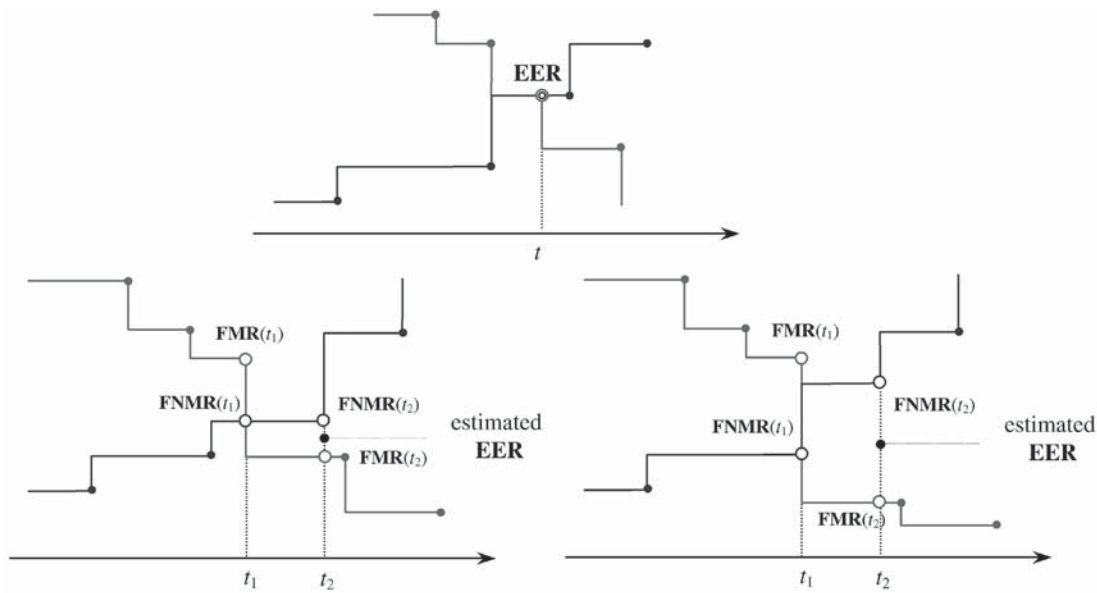 EER
t
FMR(t1)
FNMR(t1)
FNMR(t2)
estimated
EER
FMR(t2)
t1
t2
FMR(t1)
FNMR(t2)
FNMR(t1)
estimated
EER
FMR(t2)
t1
t2